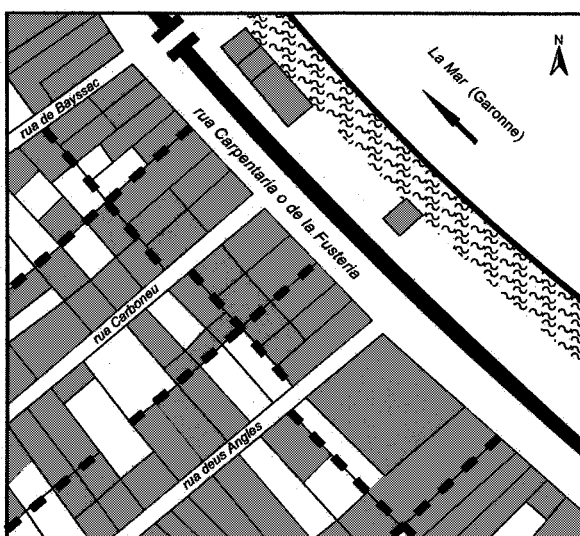 N
La Mar (Garonne)
rua de Bayssac
rua Carpentaria o de la Fusteria
rua Carboneu
rua deus Angles